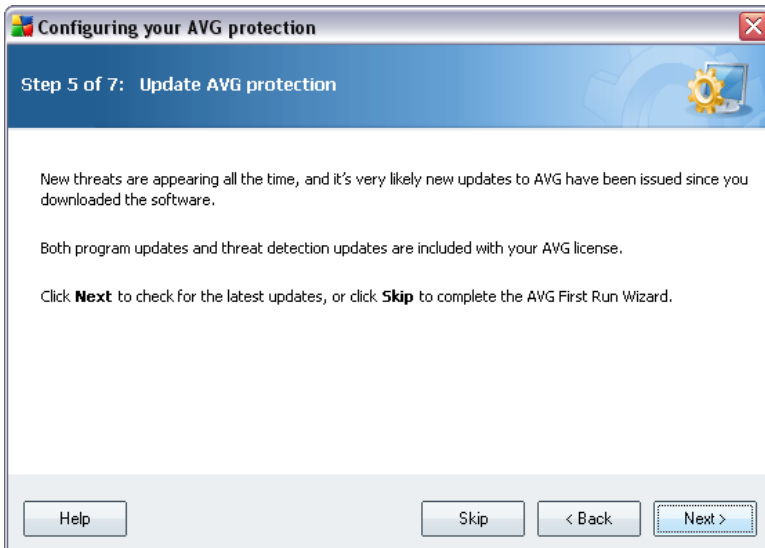 Configuring your AVG protection
Step 5 of 7: Update AVG protection
New threats are appearing all the time, and it's very likely new updates to AVG have been issued since you
downloaded the software.
Both program updates and threat detection updates are included with your AVG license.
Click Next to check for the latest updates, or click Skip to complete the AVG First Run Wizard.
Help
Skip
< Back
Next >